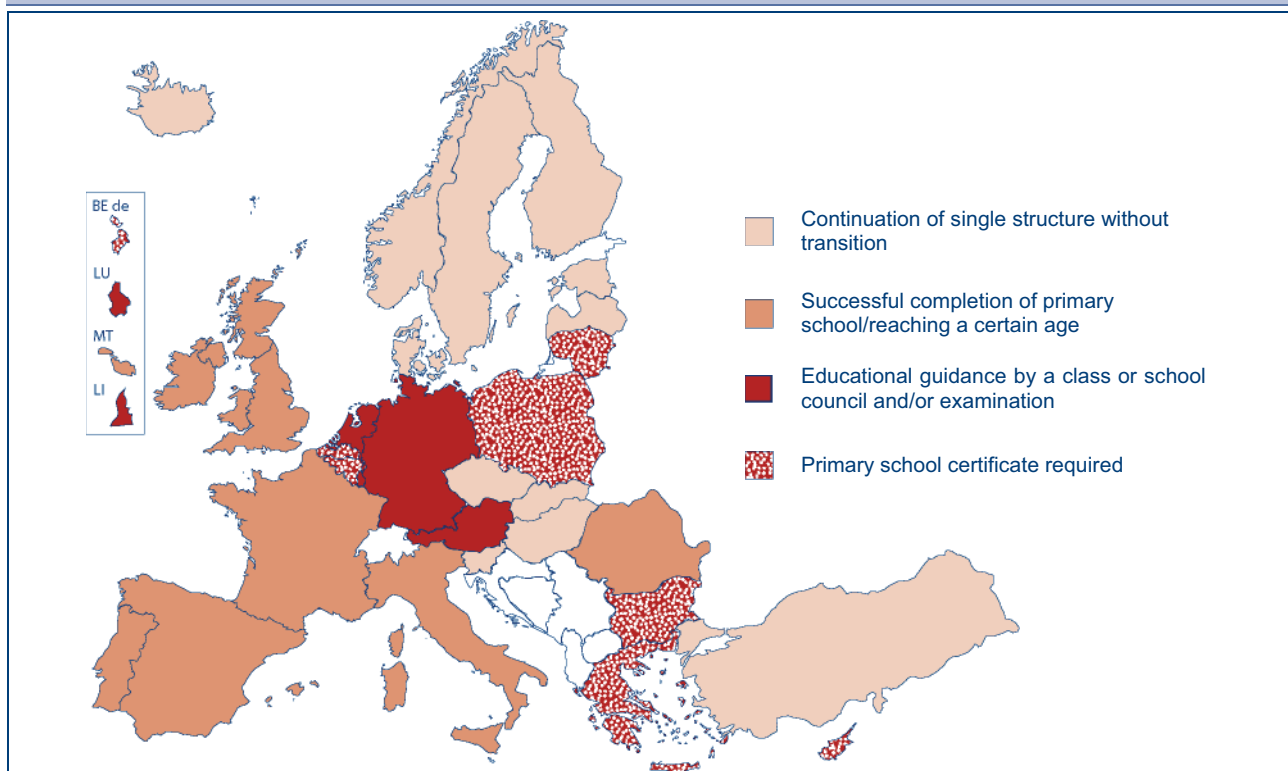 BE de
LU
MT
LI
Continuation of single structure without
transition
Successful completion of primary
school/reaching a certain age
Educational guidance by a class or school
council and/or examination
Primary school certificate required